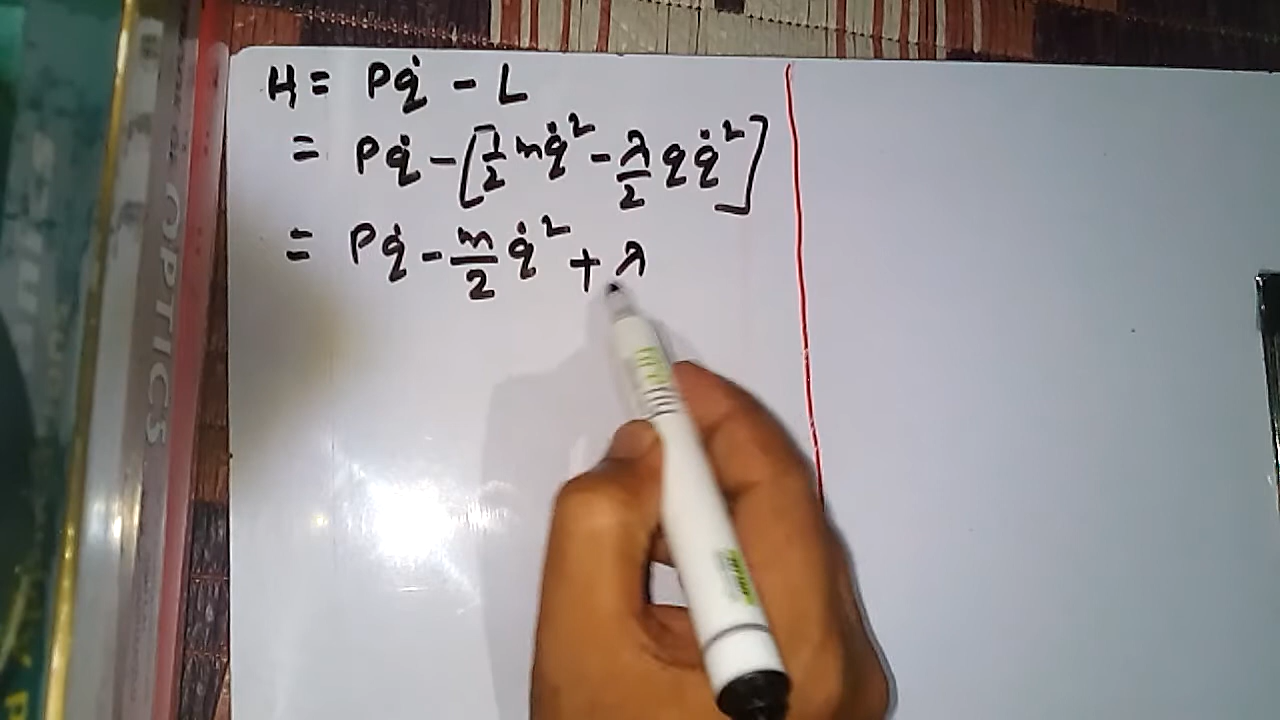 H = Pq̇ - L
= Pq̇ - [1/2 mq̇² - λ/2 qq̇²]
= Pq̇ - m/2 q̇² + λ
OPTICS